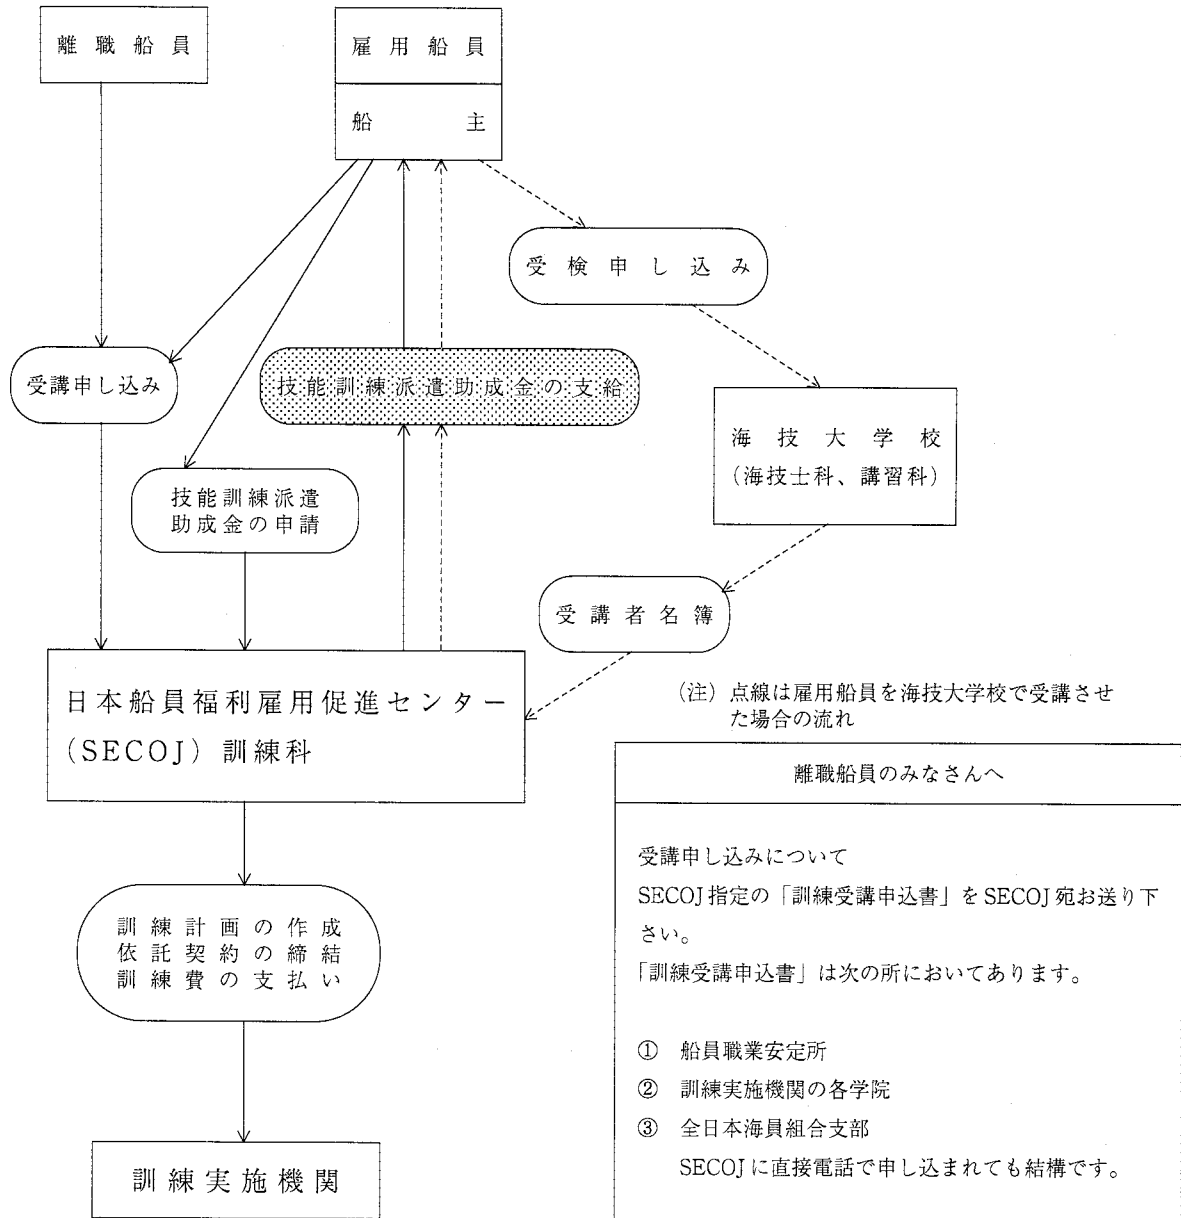 離職船員
雇用船員
船主
受検申し込み
受講申し込み
技能訓練派遣助成金の支給
海技大学校
(海技士科、講習科)
技能訓練派遣
助成金の申請
受講者名簿
日本船員福利雇用促進センター
(SECOJ) 訓練科
(注) 点線は雇用船員を海技大学校で受講させ
た場合の流れ
訓練計画の作成
依託契約の締結
訓練費の支払い
訓練実施機関
離職船員のみなさんへ
受講申し込みについて
SECOJ指定の「訓練受講申込書」をSECOJ宛お送り下
さい。
「訓練受講申込書」は次の所においてあります。
① 船員職業安定所
② 訓練実施機関の各学院
③ 全日本海員組合支部
SECOJに直接電話で申し込まれても結構です。